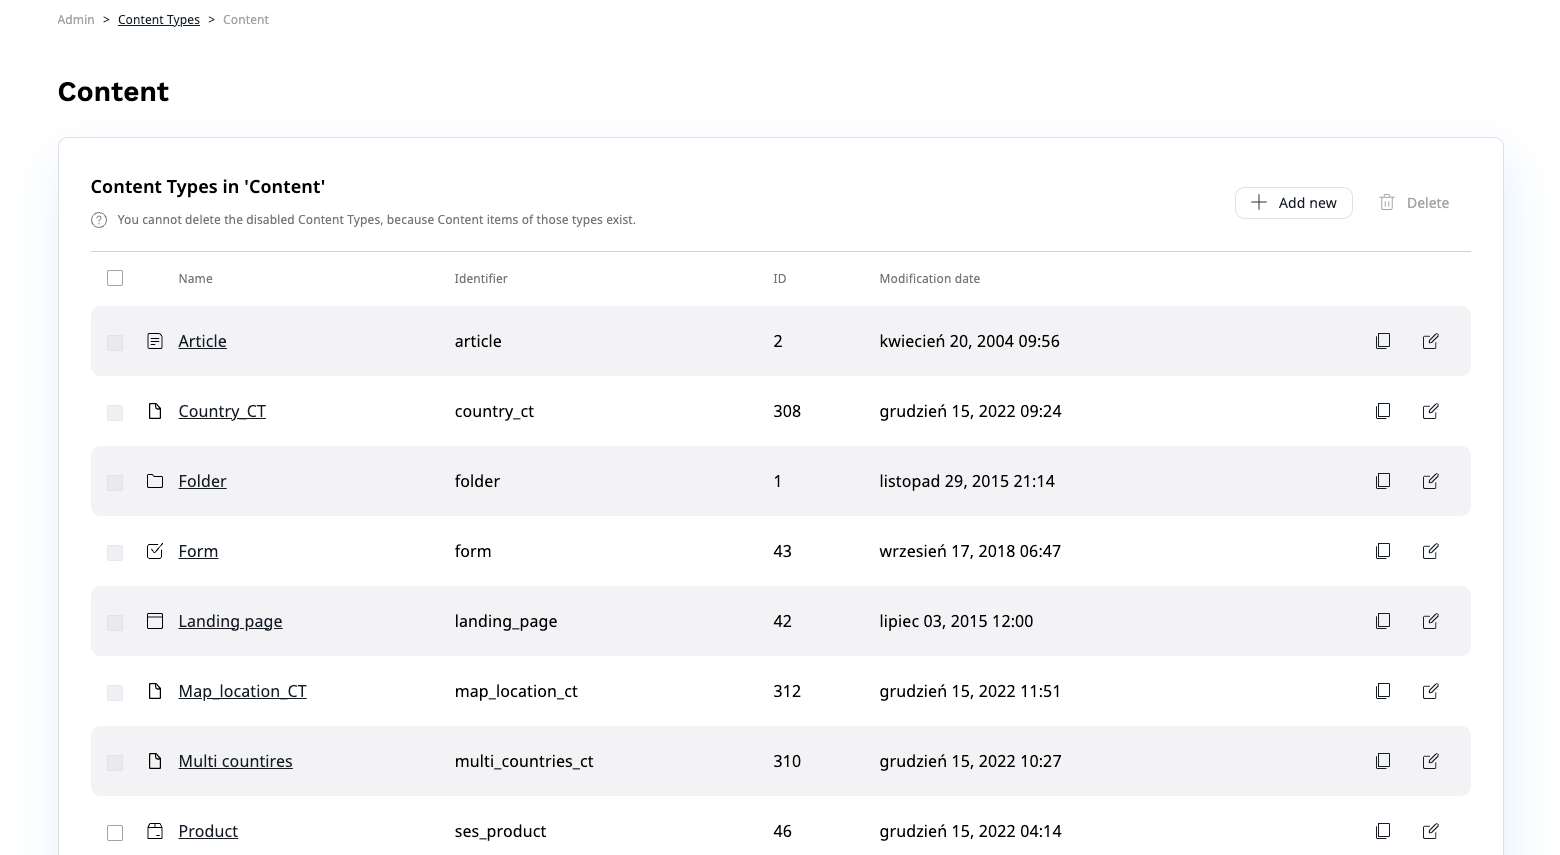 Admin > Content Types > Content
Content
Content Types in 'Content'
You cannot delete the disabled Content Types, because Content items of those types exist.
Add new Delete
Name Identifier ID Modification date
Article article 2 kwiecień 20, 2004 09:56
Country_CT country_ct 308 grudzień 15, 2022 09:24
Folder folder 1 listopad 29, 2015 21:14
Form form 43 wrzesień 17, 2018 06:47
Landing page landing_page 42 lipiec 03, 2015 12:00
Map_location_CT map_location_ct 312 grudzień 15, 2022 11:51
Multi countires multi_countries_ct 310 grudzień 15, 2022 10:27
Product ses_product 46 grudzień 15, 2022 04:14